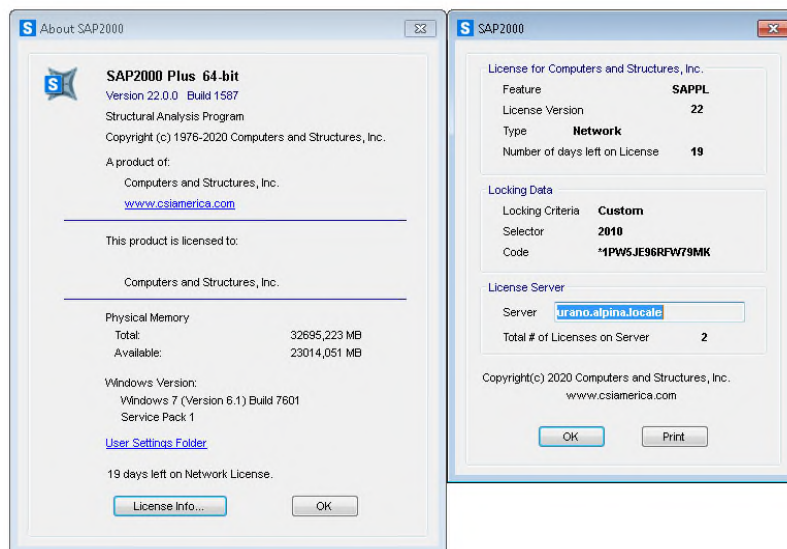 About SAP2000
SAP2000 Plus 64-bit
Version 22.0.0 Build 1587
Structural Analysis Program
Copyright (c) 1976-2020 Computers and Structures, Inc.
A product of:
Computers and Structures, Inc.
www.csiamerica.com
This product is licensed to:
Computers and Structures, Inc.
Physical Memory
Total: 32695,223 MB
Available: 23014,051 MB
Windows Version:
Windows 7 (Version 6.1) Build 7601
Service Pack 1
User Settings Folder
19 days left on Network License.
License Info... OK
SAP2000
License for Computers and Structures, Inc.
Feature SAPPL
License Version 22
Type Network
Number of days left on License 19
Locking Data
Locking Criteria Custom
Selector 2010
Code *1PW5JE96RFW79MK
License Server
Server urano.alpina.locale
Total # of Licenses on Server 2
Copyright(c) 2020 Computers and Structures, Inc.
www.csiamerica.com
OK Print